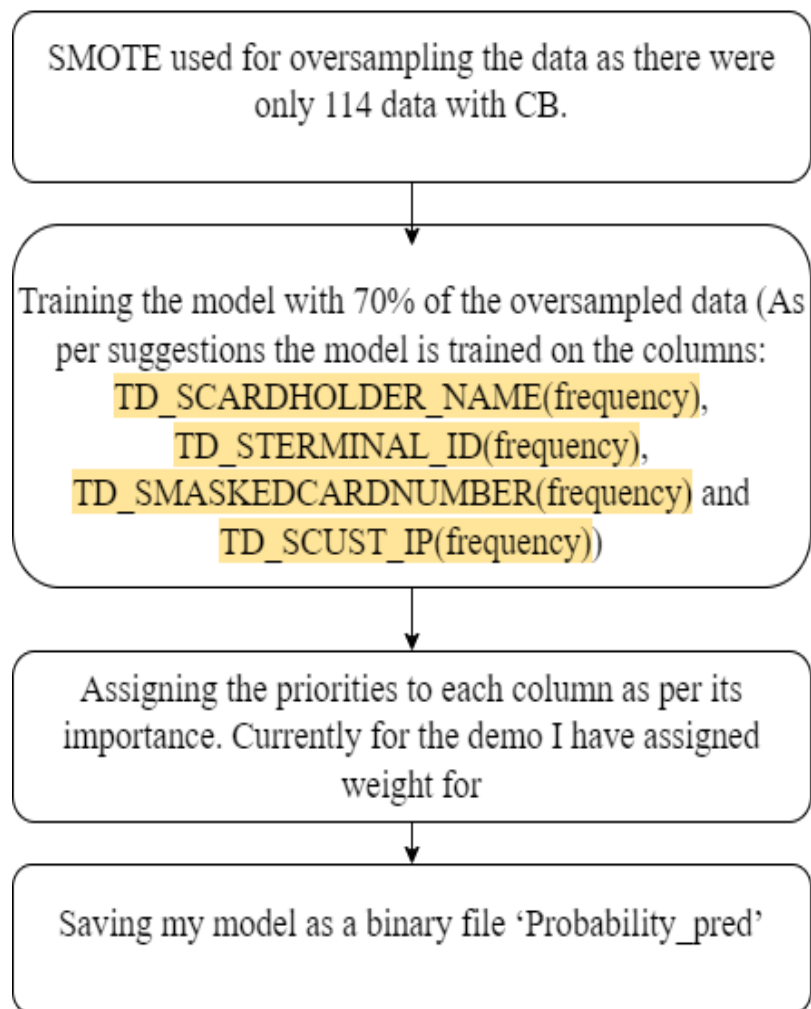 SMOTE used for oversampling the data as there were
only 114 data with CB.
Training the model with 70% of the oversampled data (As
per suggestions the model is trained on the columns:
TD_SCARDHOLDER_NAME(frequency),
TD_STERMINAL_ID(frequency),
TD_SMASKEDCARDNUMBER(frequency) and
TD_SCUST_IP(frequency))
Assigning the priorities to each column as per its
importance. Currently for the demo I have assigned
weight for
Saving my model as a binary file ‘Probability_pred’